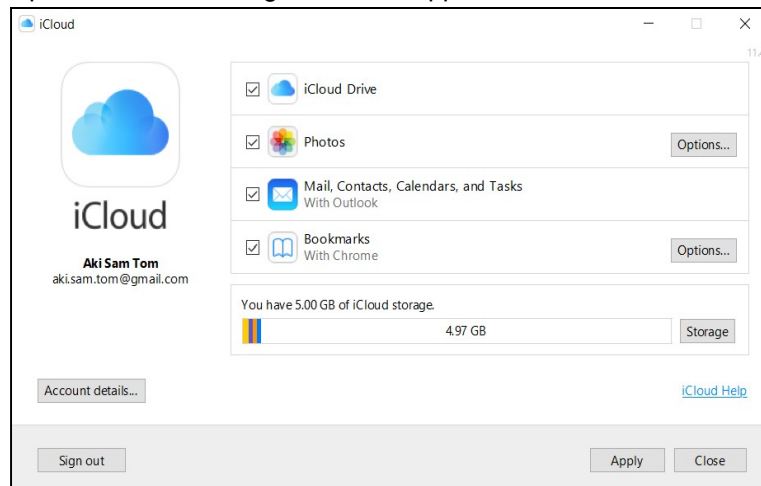 iCloud
iCloud Drive
Photos
Options...
Mail, Contacts, Calendars, and Tasks
With Outlook
iCloud
Bookmarks
With Chrome
Options...
Aki Sam Tom
aki.sam.tom@gmail.com
You have 5.00 GB of iCloud storage.
4.97 GB
Storage
Account details...
iCloud Help
Sign out
Apply
Close